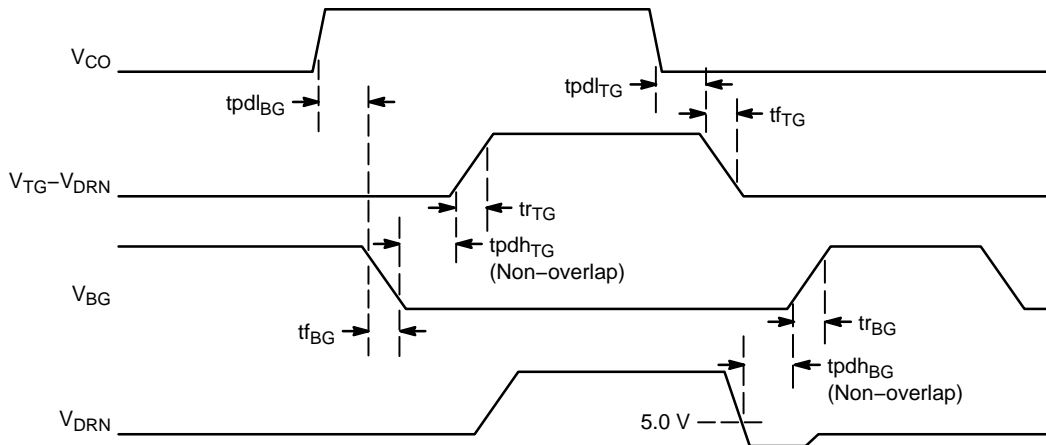 V_CO
tpdl_BG
tpdl_TG
tf_TG
V_TG–V_DRN
tr_TG
tpdh_TG
(Non–overlap)
V_BG
tf_BG
tr_BG
tpdh_BG
(Non–overlap)
5.0 V
V_DRN